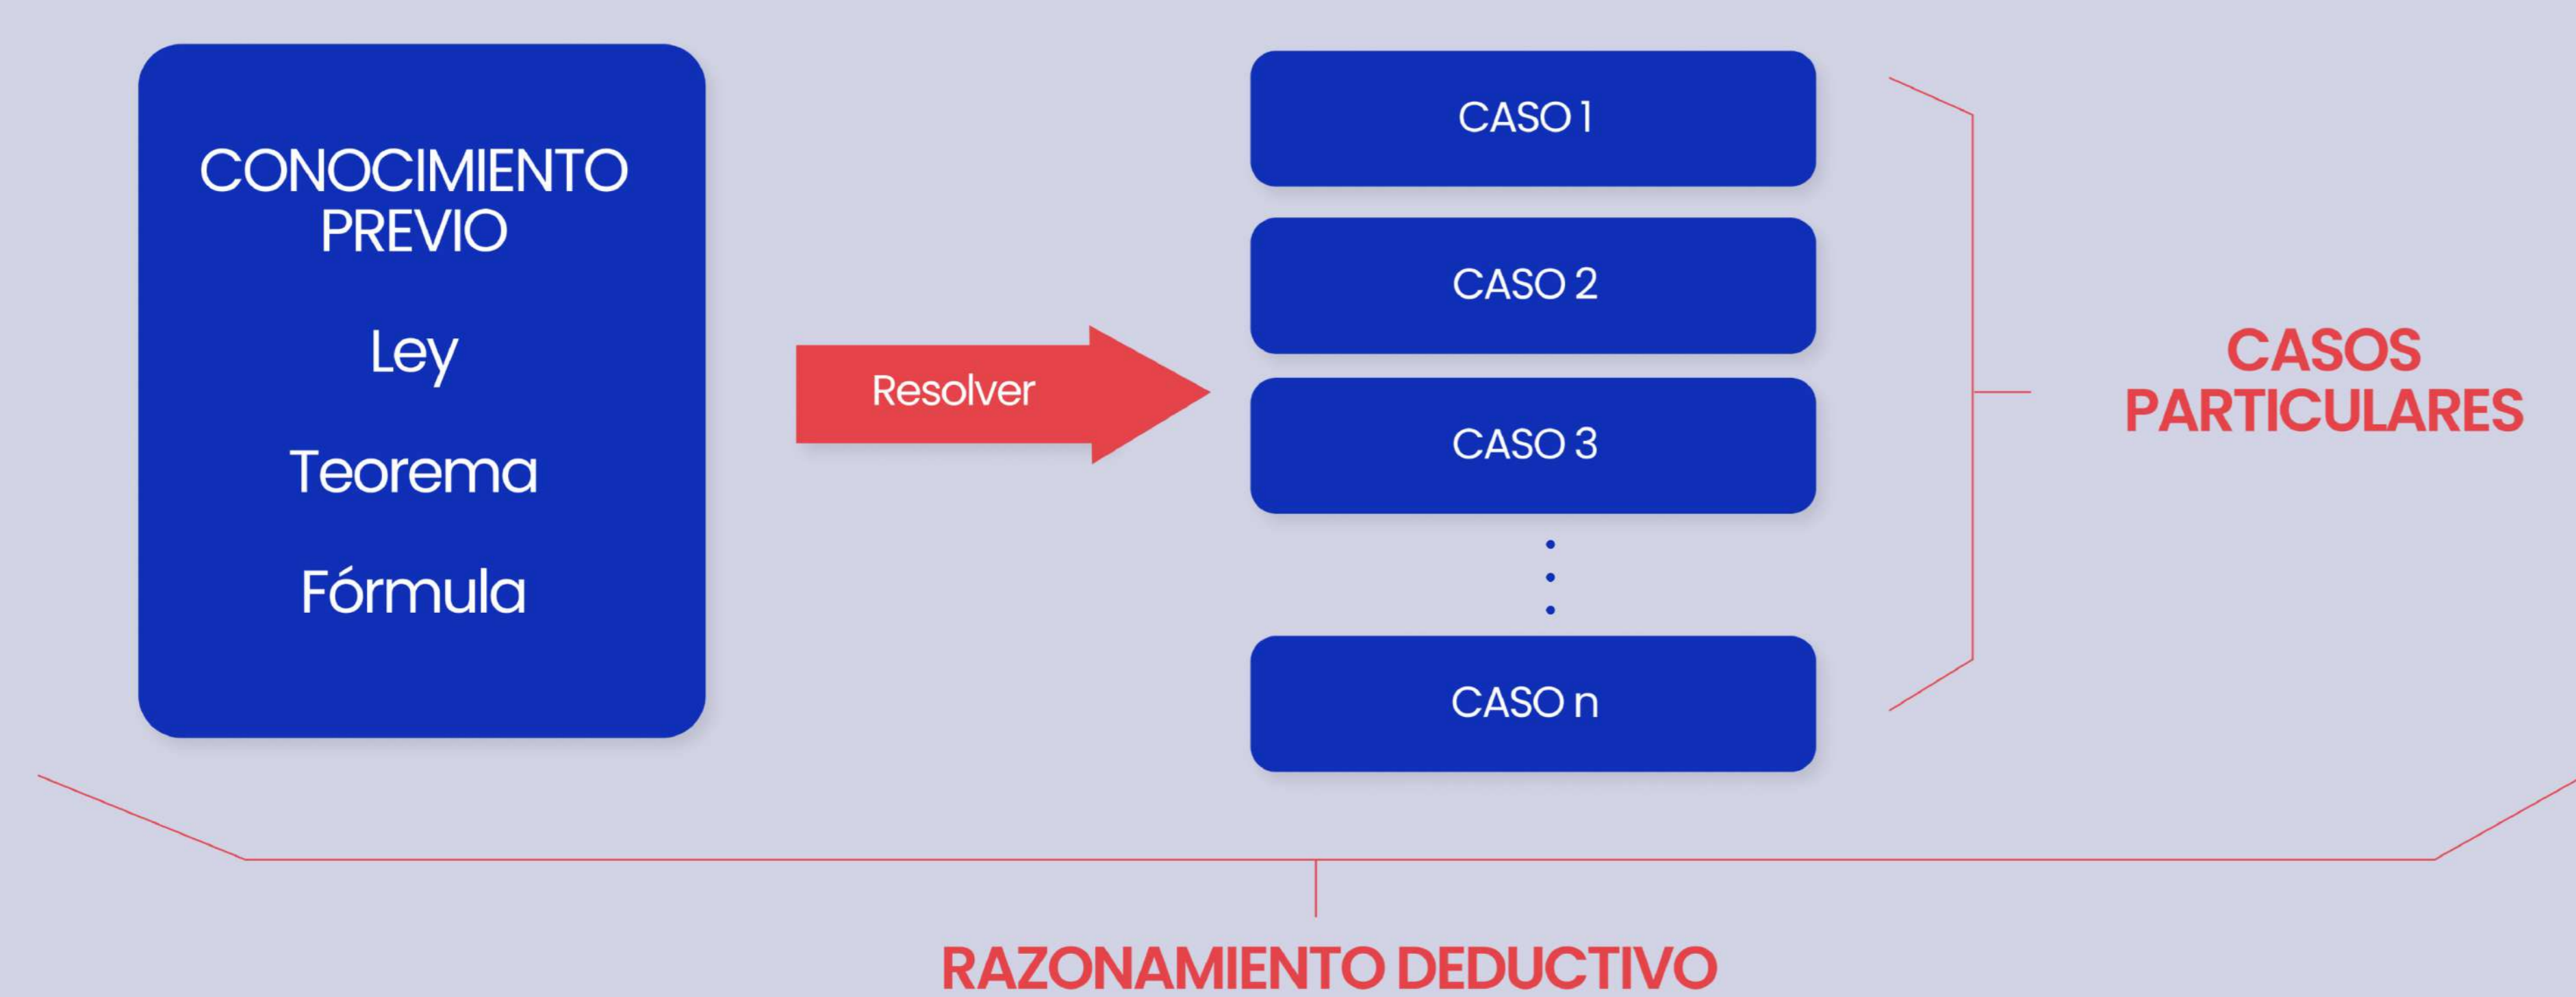 CONOCIMIENTO
PREVIO
Ley
Teorema
Fórmula
Resolver
CASO 1
CASO 2
CASO 3
CASO n
CASOS
PARTICULARES
RAZONAMIENTO DEDUCTIVO